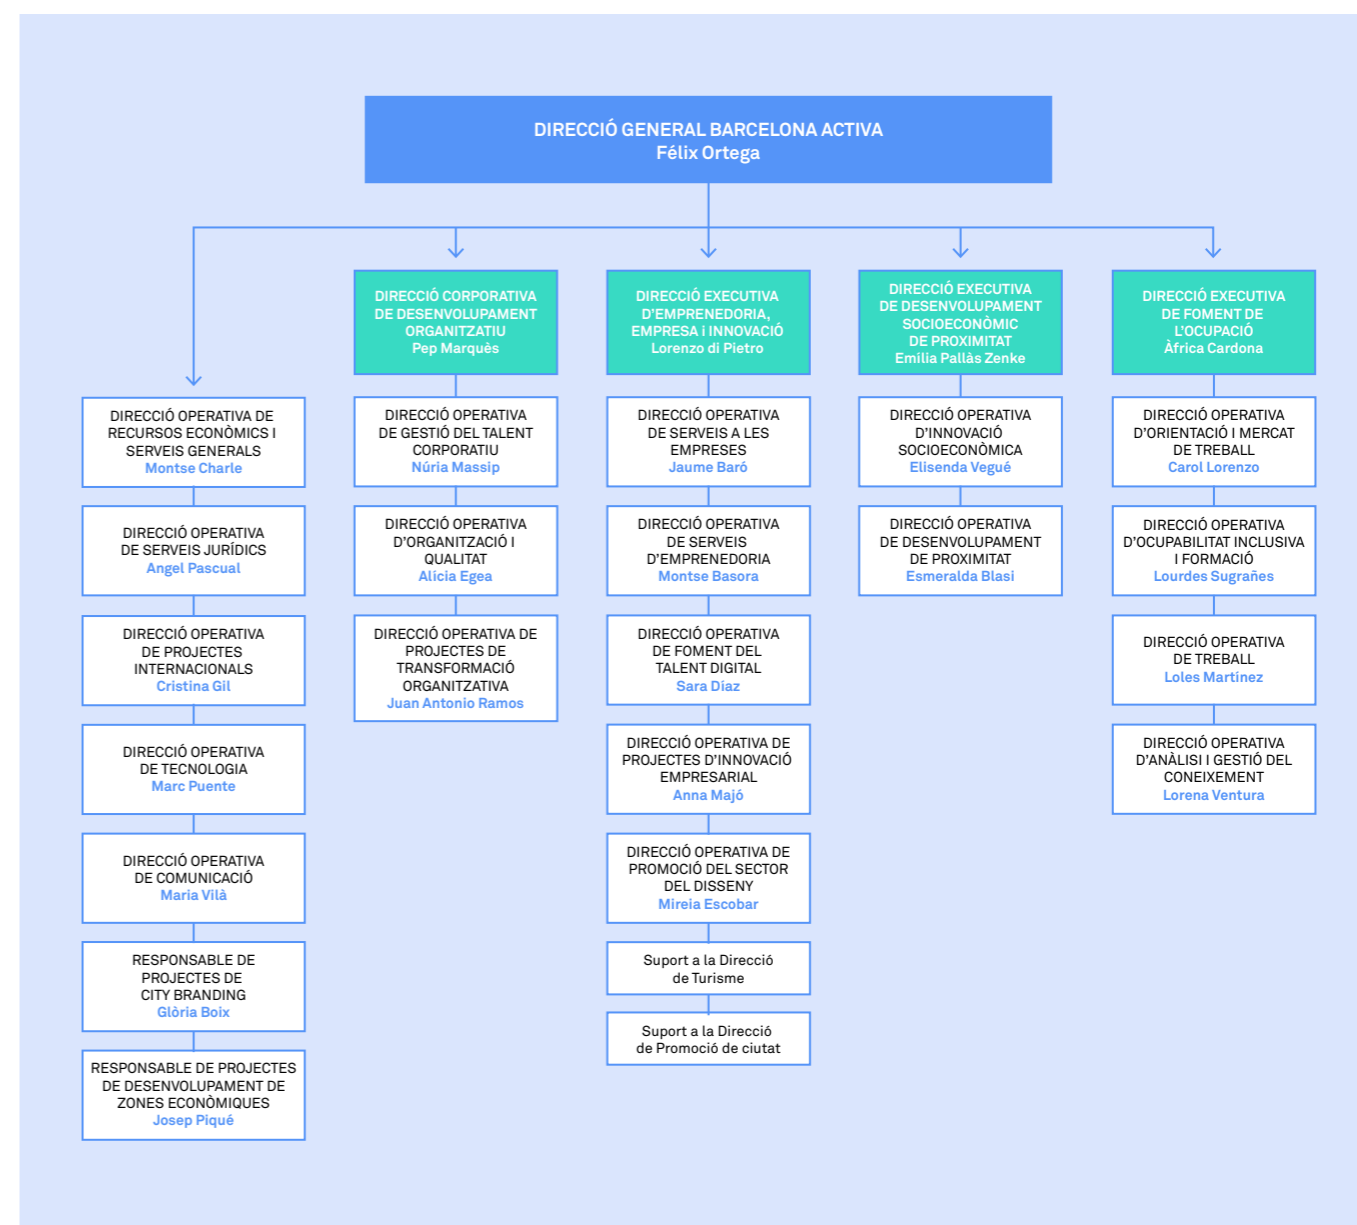 DIRECCIÓ GENERAL BARCELONA ACTIVA
Félix Ortega
DIRECCIÓ OPERATIVA DE
RECURSOS ECONÒMICS I
SERVEIS GENERALS
Montse Charle
DIRECCIÓ OPERATIVA
DE SERVEIS JURÍDICS
Angel Pascual
DIRECCIÓ OPERATIVA
DE PROJECTES
INTERNACIONALS
Cristina Gil
DIRECCIÓ OPERATIVA
DE TECNOLOGIA
Marc Puente
DIRECCIÓ OPERATIVA
DE COMUNICACIÓ
Maria Vilà
RESPONSABLE DE
PROJECTES DE
CITY BRANDING
Glòria Boix
RESPONSABLE DE PROJECTES
DE DESENVOLUPAMENT DE
ZONES ECONÒMIQUES
Josep Piqué
DIRECCIÓ CORPORATIVA
DE DESENVOLUPAMENT
ORGANITZATIU
Pep Marquès
DIRECCIÓ OPERATIVA
DE GESTIÓ DEL TALENT
CORPORATIU
Núria Massip
DIRECCIÓ OPERATIVA
D'ORGANITZACIÓ I
QUALITAT
Alícia Egea
DIRECCIÓ OPERATIVA DE
PROJECTES DE
TRANSFORMACIÓ
ORGANITZATIVA
Juan Antonio Ramos
DIRECCIÓ EXECUTIVA
D'EMPRENEDORIA,
EMPRESA i INNOVACIÓ
Lorenzo di Pietro
DIRECCIÓ OPERATIVA
DE SERVEIS A LES
EMPRESES
Jaume Baró
DIRECCIÓ OPERATIVA
DE SERVEIS
D'EMPRENEDORIA
Montse Basora
DIRECCIÓ OPERATIVA
DE FOMENT DEL
TALENT DIGITAL
Sara Díaz
DIRECCIÓ OPERATIVA DE
PROJECTES D'INNOVACIÓ
EMPRESARIAL
Anna Majó
DIRECCIÓ OPERATIVA DE
PROMOCIÓ DEL SECTOR
DEL DISSENY
Mireia Escobar
Suport a la Direcció
de Turisme
Suport a la Direcció
de Promoció de ciutat
DIRECCIÓ EXECUTIVA
DE DESENVOLUPAMENT
SOCIOECONÒMIC
DE PROXIMITAT
Emília Pallàs Zenke
DIRECCIÓ OPERATIVA
D'INNOVACIÓ
SOCIOECONÒMICA
Elisenda Vegué
DIRECCIÓ OPERATIVA
DE DESENVOLUPAMENT
DE PROXIMITAT
Esmeralda Blasi
DIRECCIÓ EXECUTIVA
DE FOMENT DE
L'OCUPACIÓ
Àfrica Cardona
DIRECCIÓ OPERATIVA
D'ORIENTACIÓ I MERCAT
DE TREBALL
Carol Lorenzo
DIRECCIÓ OPERATIVA
D'OCUPABILITAT INCLUSIVA
I FORMACIÓ
Lourdes Sugrañes
DIRECCIÓ OPERATIVA
DE TREBALL
Loles Martínez
DIRECCIÓ OPERATIVA
D'ANÀLISI I GESTIÓ DEL
CONEIXEMENT
Lorena Ventura